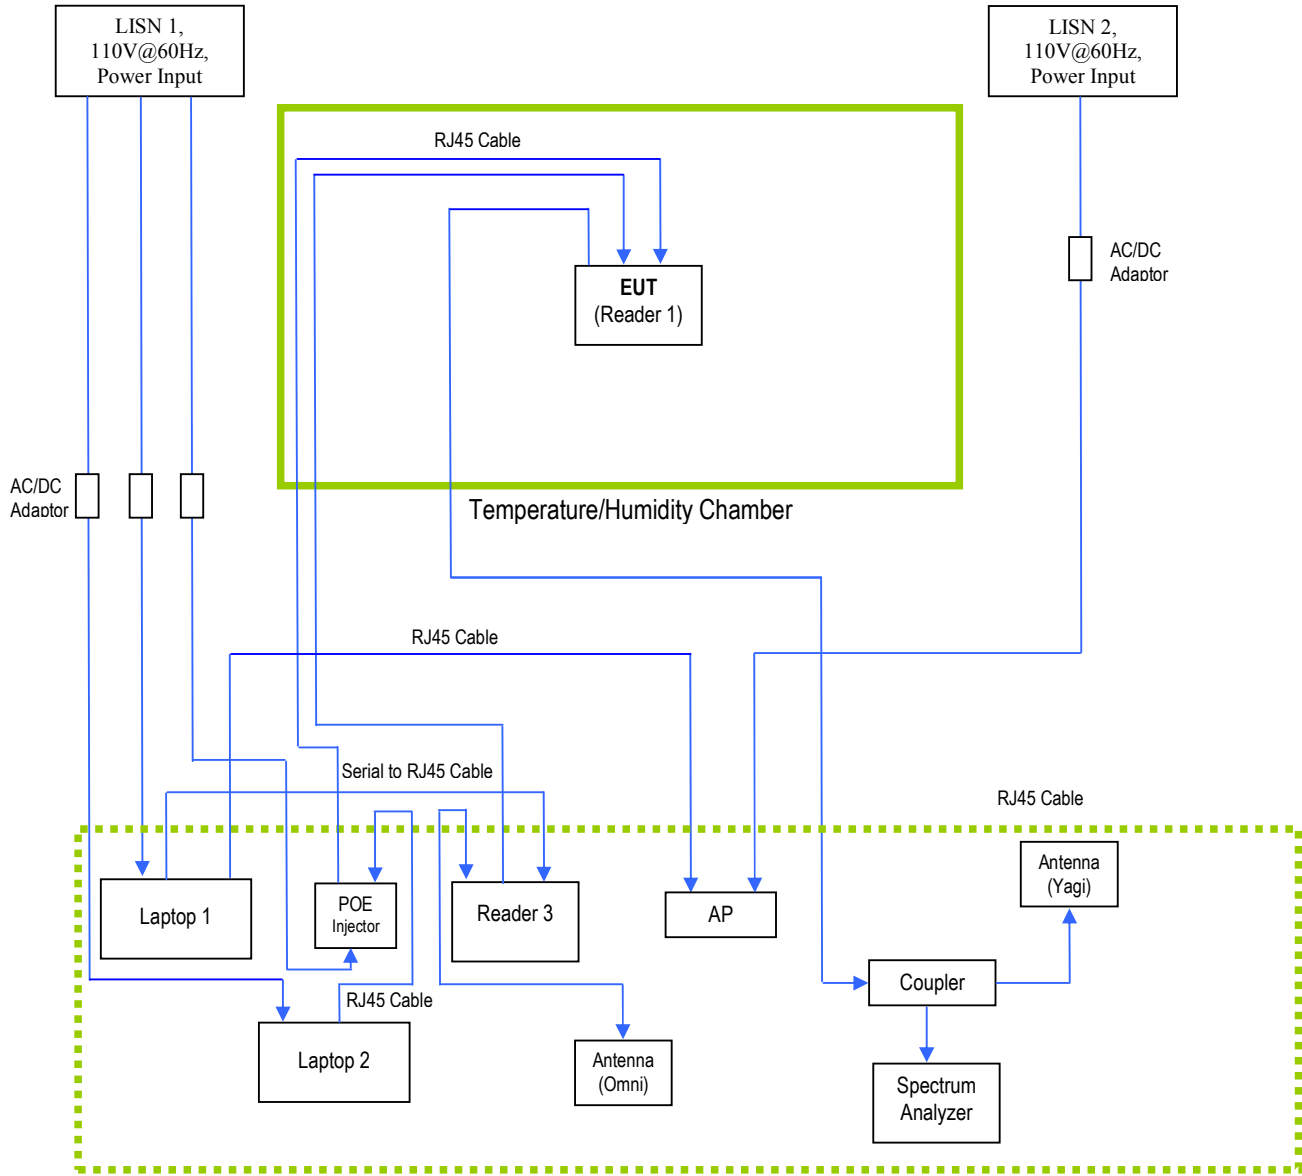 LISN 1,
110V@60Hz,
Power Input
LISN 2,
110V@60Hz,
Power Input
RJ45 Cable
AC/DC
Adaptor
EUT
(Reader 1)
AC/DC
Adaptor
Temperature/Humidity Chamber
RJ45 Cable
Serial to RJ45 Cable
RJ45 Cable
Antenna
(Yagi)
Laptop 1
POE
Injector
Reader 3
AP
Coupler
RJ45 Cable
Laptop 2
Antenna
(Omni)
Spectrum
Analyzer